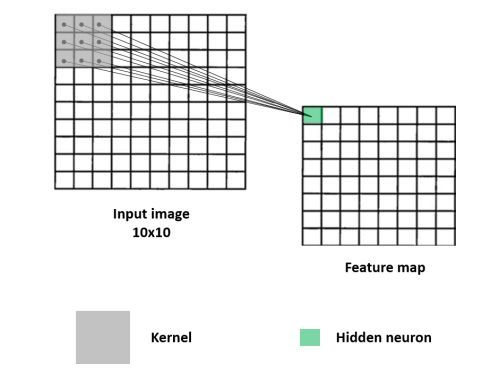 Input image
10x10
Feature map
Kernel
Hidden neuron